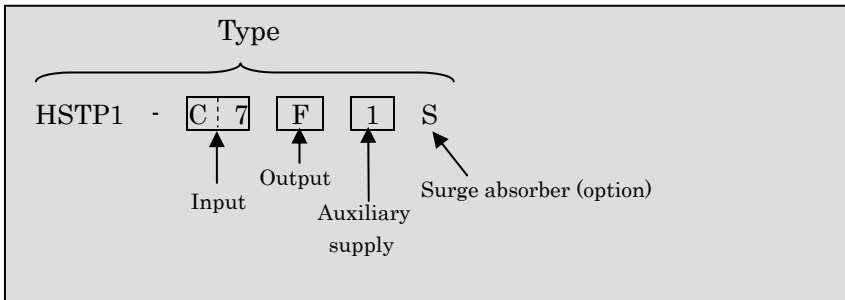 Type
HSTP1 - C 7 F 1 S
Input
Output
Auxiliary
supply
Surge absorber (option)